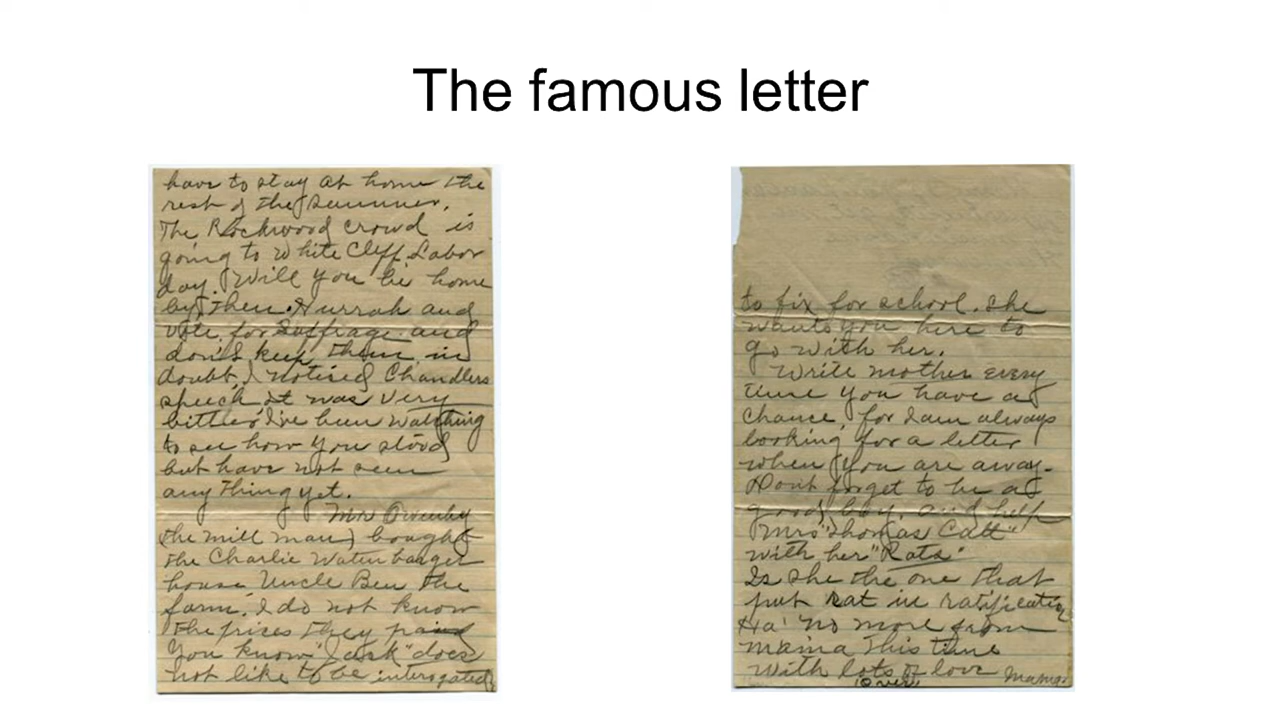 The famous letter
have to stay at home the
rest of the summer.
The Rockwood crowd is
going to White Cliff Labor
day. Will you be home
by then. Hurrah and
vote for Suffrage and
don't keep them in
doubt, I noticed Chandlers
speech, It was very
bitter, I've been watching
to see how you stood
but have not seen
any thing yet.
Mrs Ownby
the mill man, bought
the Charlie
house Uncle Ben the
farm. I do not know
the prices they paid
You know "Jack" does
not like to be interogated
to fix for school. She
wants you here to
go with her.
Write mother every
time you have a
chance, for I am always
looking for a letter
when you are away.
Dont forget to be a
good boy, and help
Mrs "Thomas Catt"
with her "Rats"
Is she the one that
put rat in ratification
Ha! No more from
mama this time
With lots of love Mama.
(Over)